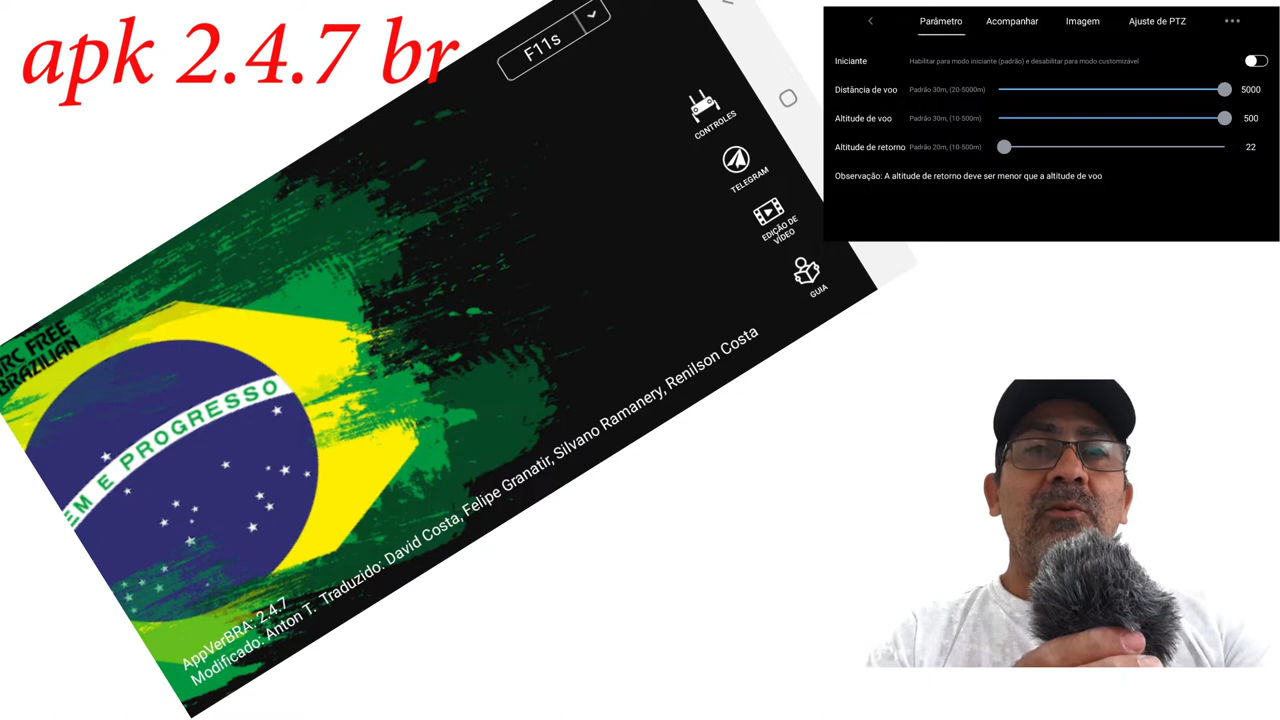 apk 2.4.7 br
F11s
CONTROLES
TELEGRAM
EDIÇÃO DE
VÍDEO
GUIA
RC FREE
BRAZILIAN
EM E PROGRESSO
AppVerBRA: 2.4.7
Modificado: Anton T. Traduzido: David Costa, Felipe Granatir, Silvano Ramanery, Renilson Costa
Parâmetro Acompanhar Imagem Ajuste de PTZ
Iniciante Habilitar para modo iniciante (padrão) e desabilitar para modo customizável
Distância de voo Padrão 30m, (20-5000m) 5000
Altitude de voo Padrão 30m, (10-500m) 500
Altitude de retorno Padrão 20m, (10-500m) 22
Observação: A altitude de retorno deve ser menor que a altitude de voo